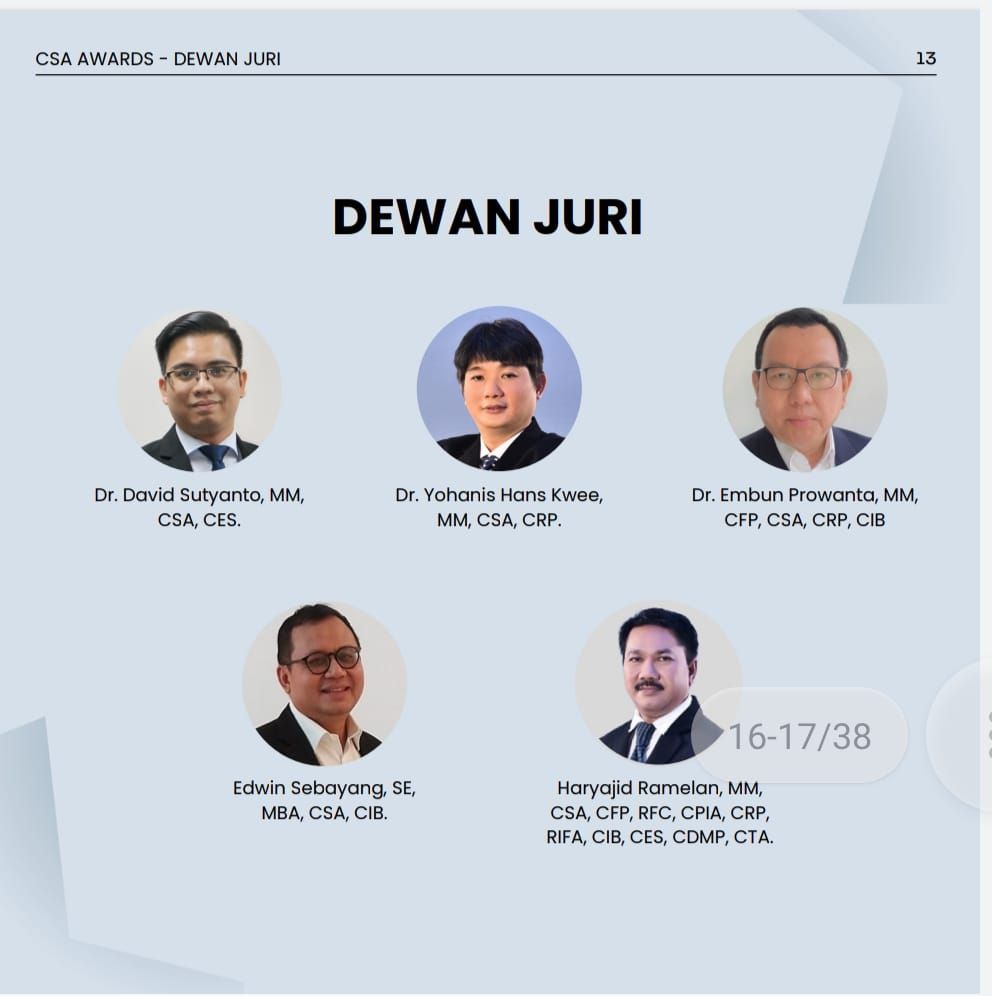 CSA AWARDS - DEWAN JURI
13
DEWAN JURI
Dr. David Sutyanto, MM,
CSA, CES.
Dr. Yohanis Hans Kwee,
MM, CSA, CRP.
Dr. Embun Prowanta, MM,
CFP, CSA, CRP, CIB
Edwin Sebayang, SE,
MBA, CSA, CIB.
16-17/38
Haryajid Ramelan, MM,
CSA, CFP, RFC, CPIA, CRP,
RIFA, CIB, CES, CDMP, CTA.